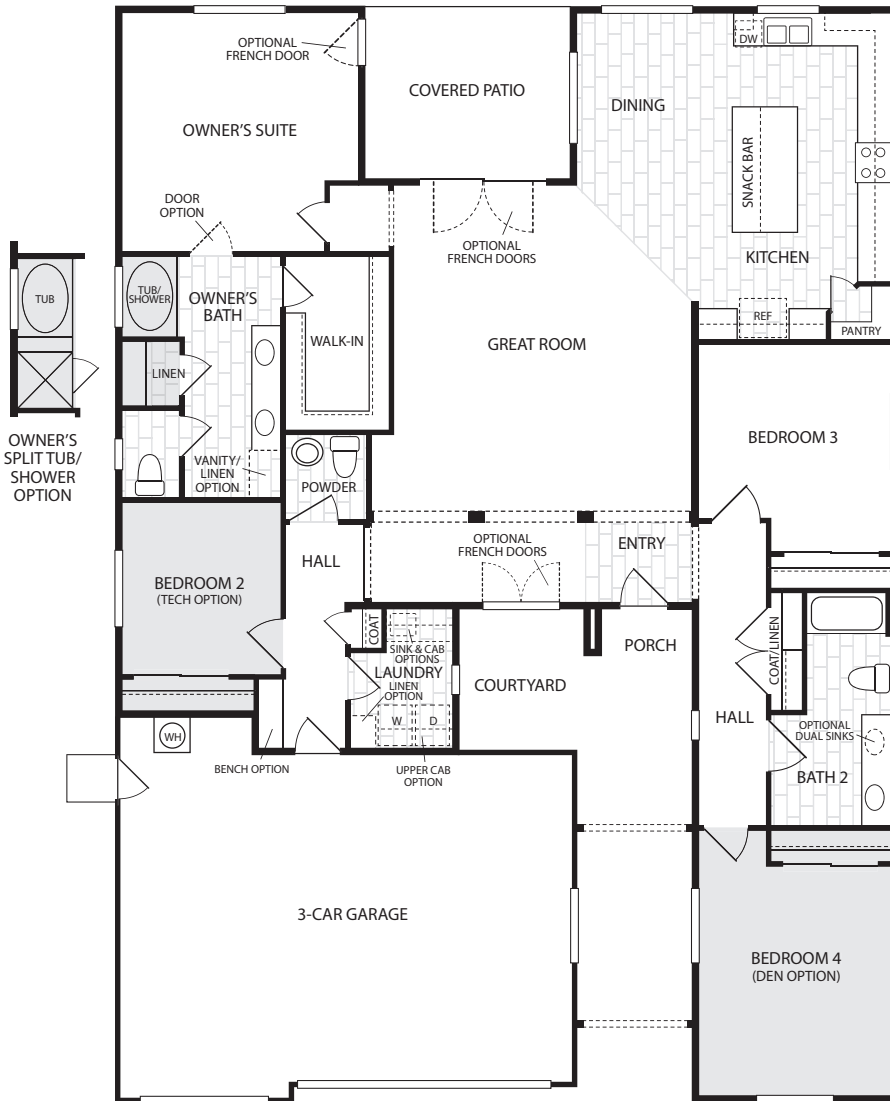 OPTIONAL
FRENCH DOOR
COVERED PATIO
DW
DINING
OWNER'S SUITE
SNACK BAR
DOOR
OPTION
OPTIONAL
FRENCH DOORS
KITCHEN
TUB
TUB/
SHOWER
OWNER'S
BATH
REF
PANTRY
WALK-IN
GREAT ROOM
LINEN
OWNER'S
SPLIT TUB/
SHOWER
OPTION
BEDROOM 3
VANITY/
LINEN
OPTION
POWDER
OPTIONAL
FRENCH DOORS
ENTRY
HALL
BEDROOM 2
(TECH OPTION)
COAT
SINK & CAB
OPTIONS
LAUNDRY
LINEN
OPTION
PORCH
COURTYARD
COAT/LINEN
W
D
HALL
OPTIONAL
DUAL SINKS
WH
BENCH OPTION
UPPER CAB
OPTION
BATH 2
3-CAR GARAGE
BEDROOM 4
(DEN OPTION)